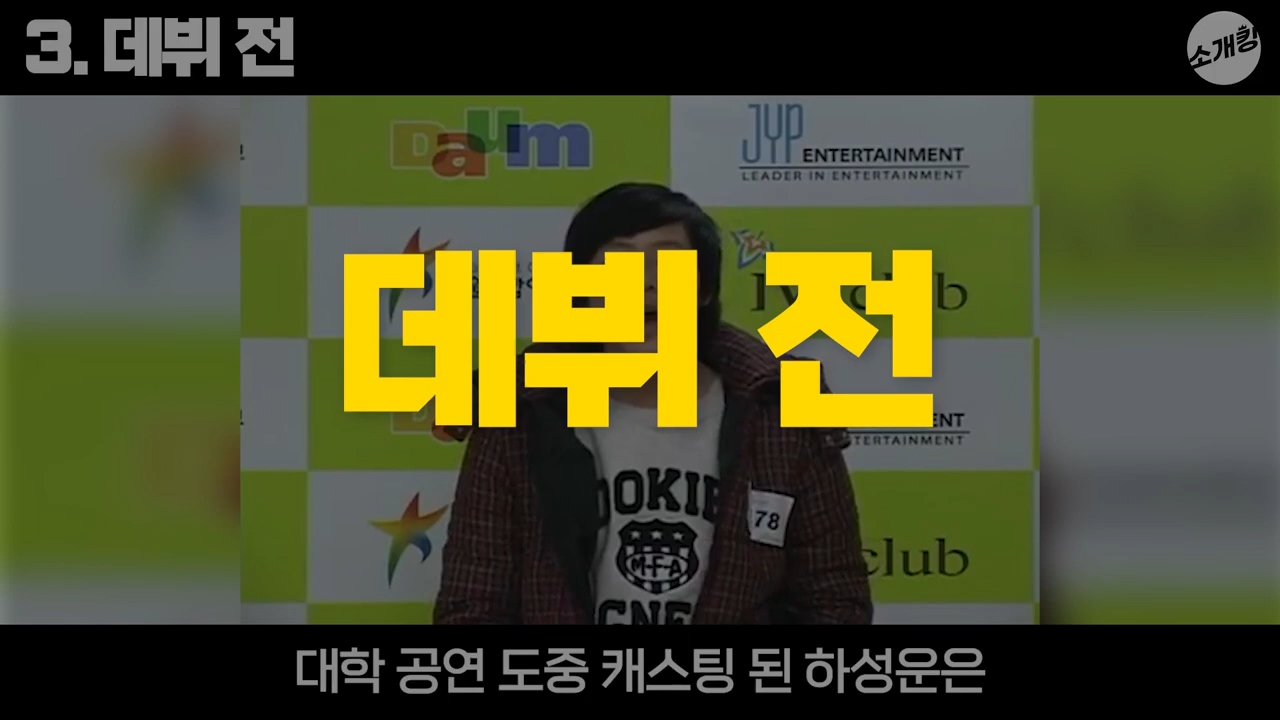 3. 데뷔 전
소개킹
Daum
JYP ENTERTAINMENT
LEADER IN ENTERTAINMENT
데뷔 전
78
M-F-A
club
대학 공연 도중 캐스팅 된 하성운은